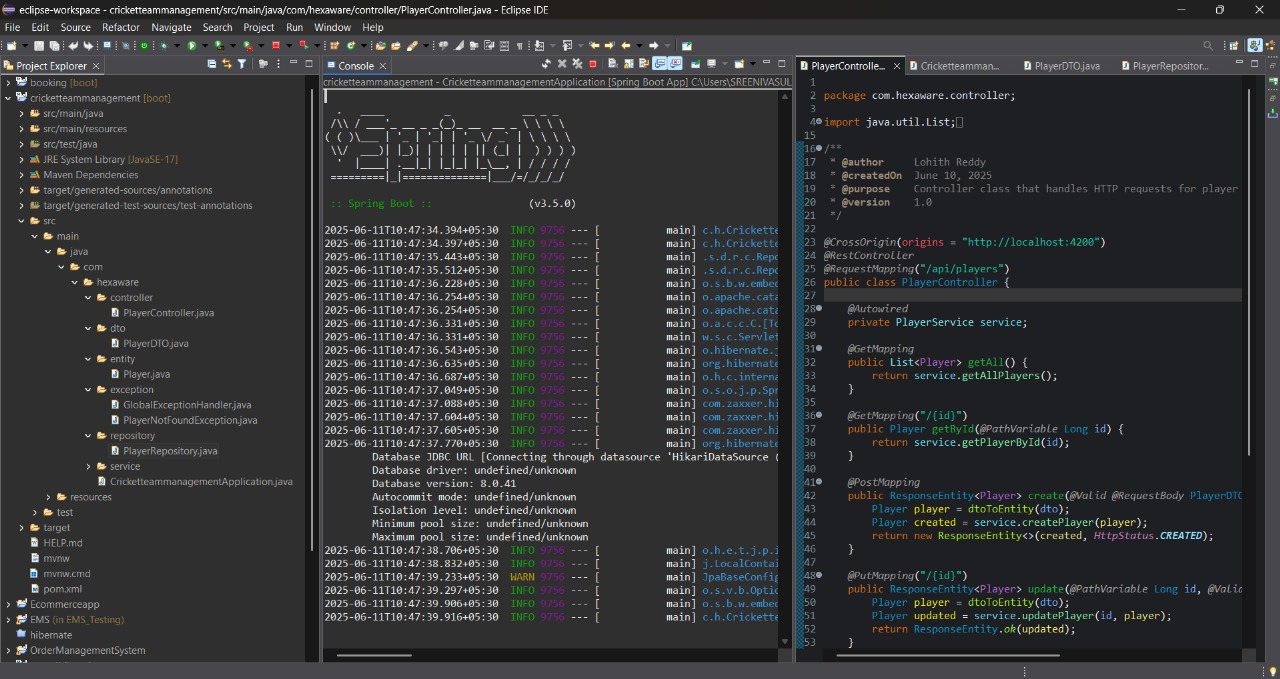 eclipse-workspace - cricketteammanagement/src/main/java/com/hexaware/controller/PlayerController.java - Eclipse IDE
File Edit Source Refactor Navigate Search Project Run Window Help
Project Explorer
booking [boot]
cricketteammanagement [boot]
src/main/java
src/main/resources
src/test/java
JRE System Library [JavaSE-17]
Maven Dependencies
target/generated-sources/annotations
target/generated-test-sources/test-annotations
src
main
java
com
hexaware
controller
PlayerController.java
dto
PlayerDTO.java
entity
Player.java
exception
GlobalExceptionHandler.java
PlayerNotFoundException.java
repository
PlayerRepository.java
service
CricketteammanagementApplication.java
resources
test
target
HELP.md
mvnw
mvnw.cmd
pom.xml
Ecommerceapp
EMS (in EMS_Testing)
hibernate
OrderManagementSystem
Console
cricketteammanagement - CricketteammanagementApplication [Spring Boot App] C:\Users\SREENIVASUL
Spring
:: Spring Boot :: (v3.5.0)
2025-06-11T10:47:34.394+05:30 INFO 9756 --- [ main] c.h.Crickette
2025-06-11T10:47:34.397+05:30 INFO 9756 --- [ main] c.h.Crickette
2025-06-11T10:47:35.443+05:30 INFO 9756 --- [ main] .s.d.r.c.Repo
2025-06-11T10:47:35.512+05:30 INFO 9756 --- [ main] .s.d.r.c.Repo
2025-06-11T10:47:36.228+05:30 INFO 9756 --- [ main] o.s.b.w.embed
2025-06-11T10:47:36.254+05:30 INFO 9756 --- [ main] o.apache.cata
2025-06-11T10:47:36.254+05:30 INFO 9756 --- [ main] o.apache.cata
2025-06-11T10:47:36.331+05:30 INFO 9756 --- [ main] o.a.c.c.C.[To
2025-06-11T10:47:36.331+05:30 INFO 9756 --- [ main] w.s.c.Servlet
2025-06-11T10:47:36.543+05:30 INFO 9756 --- [ main] o.hibernate.j
2025-06-11T10:47:36.635+05:30 INFO 9756 --- [ main] org.hibernate
2025-06-11T10:47:36.687+05:30 INFO 9756 --- [ main] o.h.c.interna
2025-06-11T10:47:37.049+05:30 INFO 9756 --- [ main] o.s.o.j.p.Spr
2025-06-11T10:47:37.088+05:30 INFO 9756 --- [ main] com.zaxxer.hi
2025-06-11T10:47:37.604+05:30 INFO 9756 --- [ main] com.zaxxer.hi
2025-06-11T10:47:37.605+05:30 INFO 9756 --- [ main] com.zaxxer.hi
2025-06-11T10:47:37.770+05:30 INFO 9756 --- [ main] org.hibernate
Database JDBC URL [Connecting through datasource 'HikariDataSource (
Database driver: undefined/unknown
Database version: 8.0.41
Autocommit mode: undefined/unknown
Isolation level: undefined/unknown
Minimum pool size: undefined/unknown
Maximum pool size: undefined/unknown
2025-06-11T10:47:38.706+05:30 INFO 9756 --- [ main] o.h.e.t.j.p.i
2025-06-11T10:47:38.832+05:30 INFO 9756 --- [ main] j.LocalContai
2025-06-11T10:47:39.233+05:30 WARN 9756 --- [ main] JpaBaseConfig
2025-06-11T10:47:39.297+05:30 INFO 9756 --- [ main] o.s.v.b.Optio
2025-06-11T10:47:39.906+05:30 INFO 9756 --- [ main] o.s.b.w.embed
2025-06-11T10:47:39.916+05:30 INFO 9756 --- [ main] c.h.Crickette
PlayerControlle... Cricketteamman... PlayerDTO.java PlayerRepositor...
1
2 package com.hexaware.controller;
3
4 import java.util.List;
15
16 /**
17 * @author Lohith Reddy
18 * @createdOn June 10, 2025
19 * @purpose Controller class that handles HTTP requests for player
20 * @version 1.0
21 */
22
23 @CrossOrigin(origins = "http://localhost:4200")
24 @RestController
25 @RequestMapping("/api/players")
26 public class PlayerController {
27
28 @Autowired
29 private PlayerService service;
30
31 @GetMapping
32 public List<Player> getAll() {
33 return service.getAllPlayers();
34 }
35
36 @GetMapping("/{id}")
37 public Player getById(@PathVariable Long id) {
38 return service.getPlayerById(id);
39 }
40
41 @PostMapping
42 public ResponseEntity<Player> create(@Valid @RequestBody PlayerDTO
43 Player player = dtoToEntity(dto);
44 Player created = service.createPlayer(player);
45 return new ResponseEntity<>(created, HttpStatus.CREATED);
46 }
47
48 @PutMapping("/{id}")
49 public ResponseEntity<Player> update(@PathVariable Long id, @Valid
50 Player player = dtoToEntity(dto);
51 Player updated = service.updatePlayer(id, player);
52 return ResponseEntity.ok(updated);
53 }